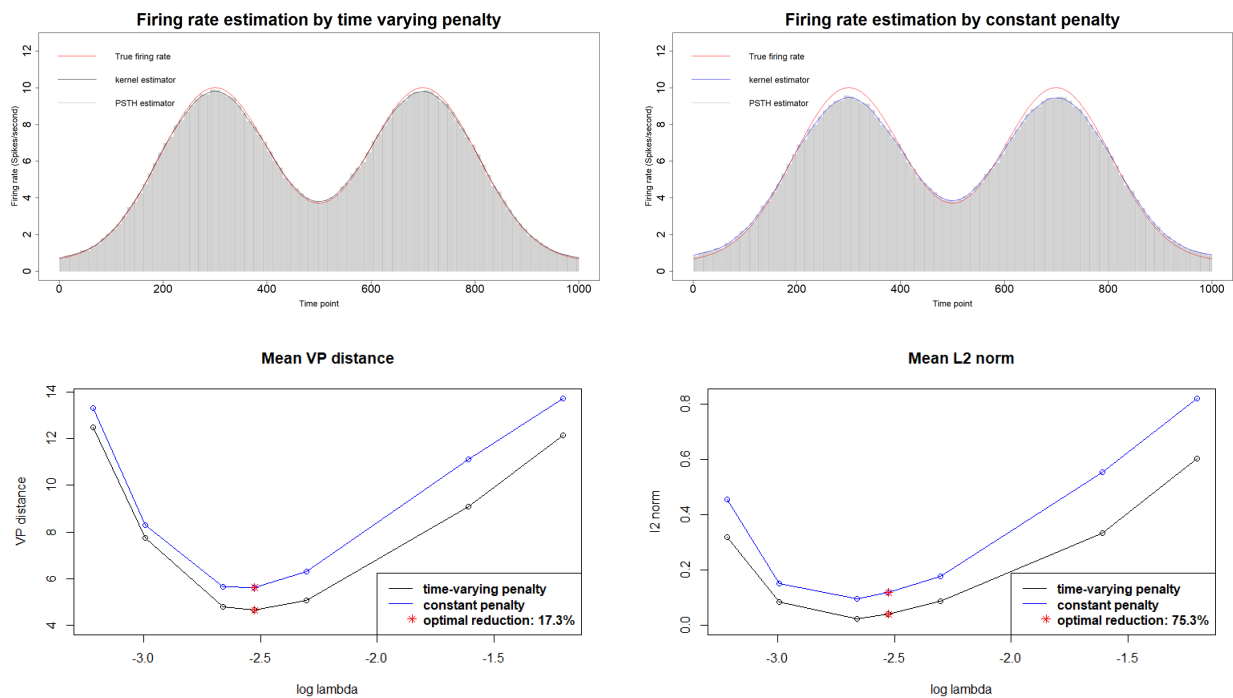 Firing rate estimation by time varying penalty
Firing rate (Spikes/second)
12
10
8
6
4
2
0
True firing rate
kernel estimator
PSTH estimator
0 200 400 600 800 1000
Time point
Firing rate estimation by constant penalty
Firing rate (Spikes/second)
12
10
8
6
4
2
0
True firing rate
kernel estimator
PSTH estimator
0 200 400 600 800 1000
Time point
Mean VP distance
VP distance
14
12
10
8
6
4
time-varying penalty
constant penalty
optimal reduction: 17.3%
-3.0 -2.5 -2.0 -1.5
log lambda
Mean L2 norm
l2 norm
0.8
0.6
0.4
0.2
0.0
time-varying penalty
constant penalty
optimal reduction: 75.3%
-3.0 -2.5 -2.0 -1.5
log lambda